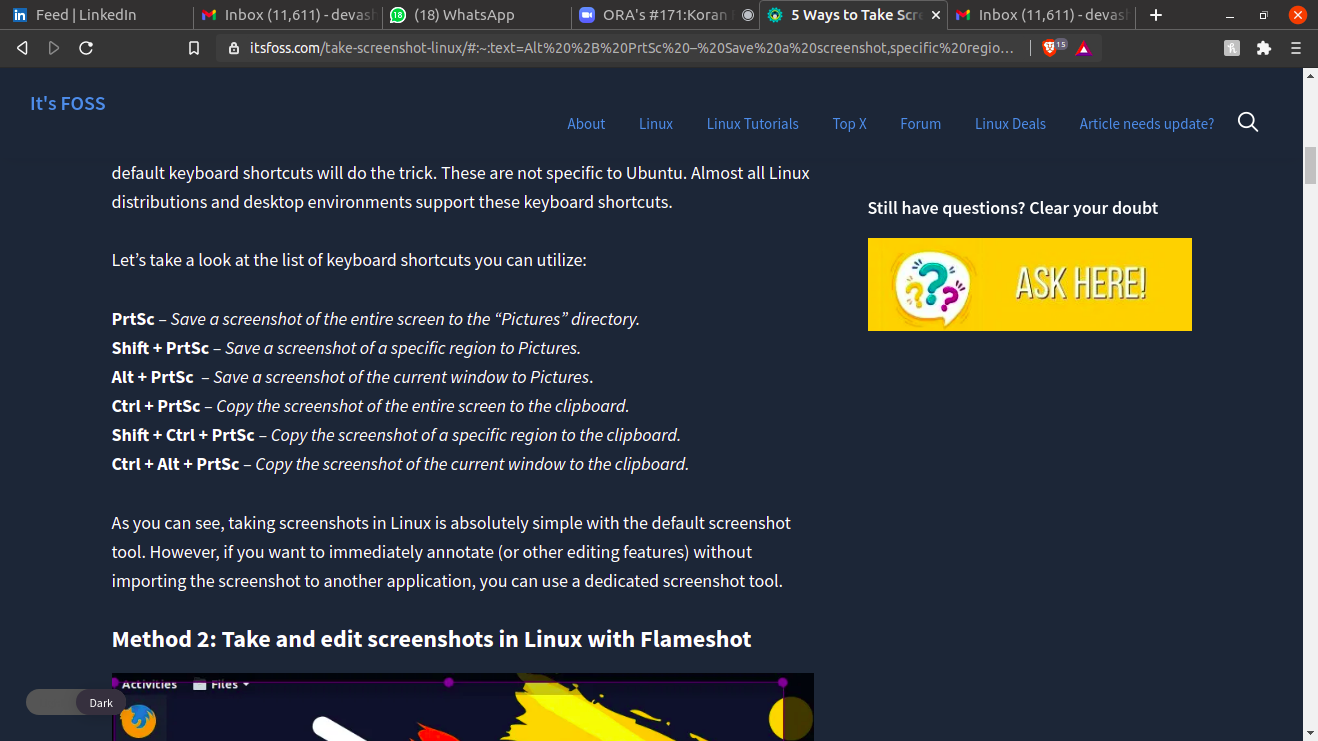 Feed | LinkedIn
Inbox (11,611) - devash
(18) WhatsApp
ORA's #171:Koran
5 Ways to Take Scre
Inbox (11,611) - devash
itsfoss.com/take-screenshot-linux/#:~:text=Alt%20%2B%20PrtSc%20–%20Save%20a%20screenshot,specific%20regio...
15
It's FOSS
About
Linux
Linux Tutorials
Top X
Forum
Linux Deals
Article needs update?
default keyboard shortcuts will do the trick. These are not specific to Ubuntu. Almost all Linux
distributions and desktop environments support these keyboard shortcuts.
Let’s take a look at the list of keyboard shortcuts you can utilize:
PrtSc – Save a screenshot of the entire screen to the “Pictures” directory.
Shift + PrtSc – Save a screenshot of a specific region to Pictures.
Alt + PrtSc – Save a screenshot of the current window to Pictures.
Ctrl + PrtSc – Copy the screenshot of the entire screen to the clipboard.
Shift + Ctrl + PrtSc – Copy the screenshot of a specific region to the clipboard.
Ctrl + Alt + PrtSc – Copy the screenshot of the current window to the clipboard.
As you can see, taking screenshots in Linux is absolutely simple with the default screenshot
tool. However, if you want to immediately annotate (or other editing features) without
importing the screenshot to another application, you can use a dedicated screenshot tool.
Method 2: Take and edit screenshots in Linux with Flameshot
Activities
Files
Dark
Still have questions? Clear your doubt
ASK HERE!